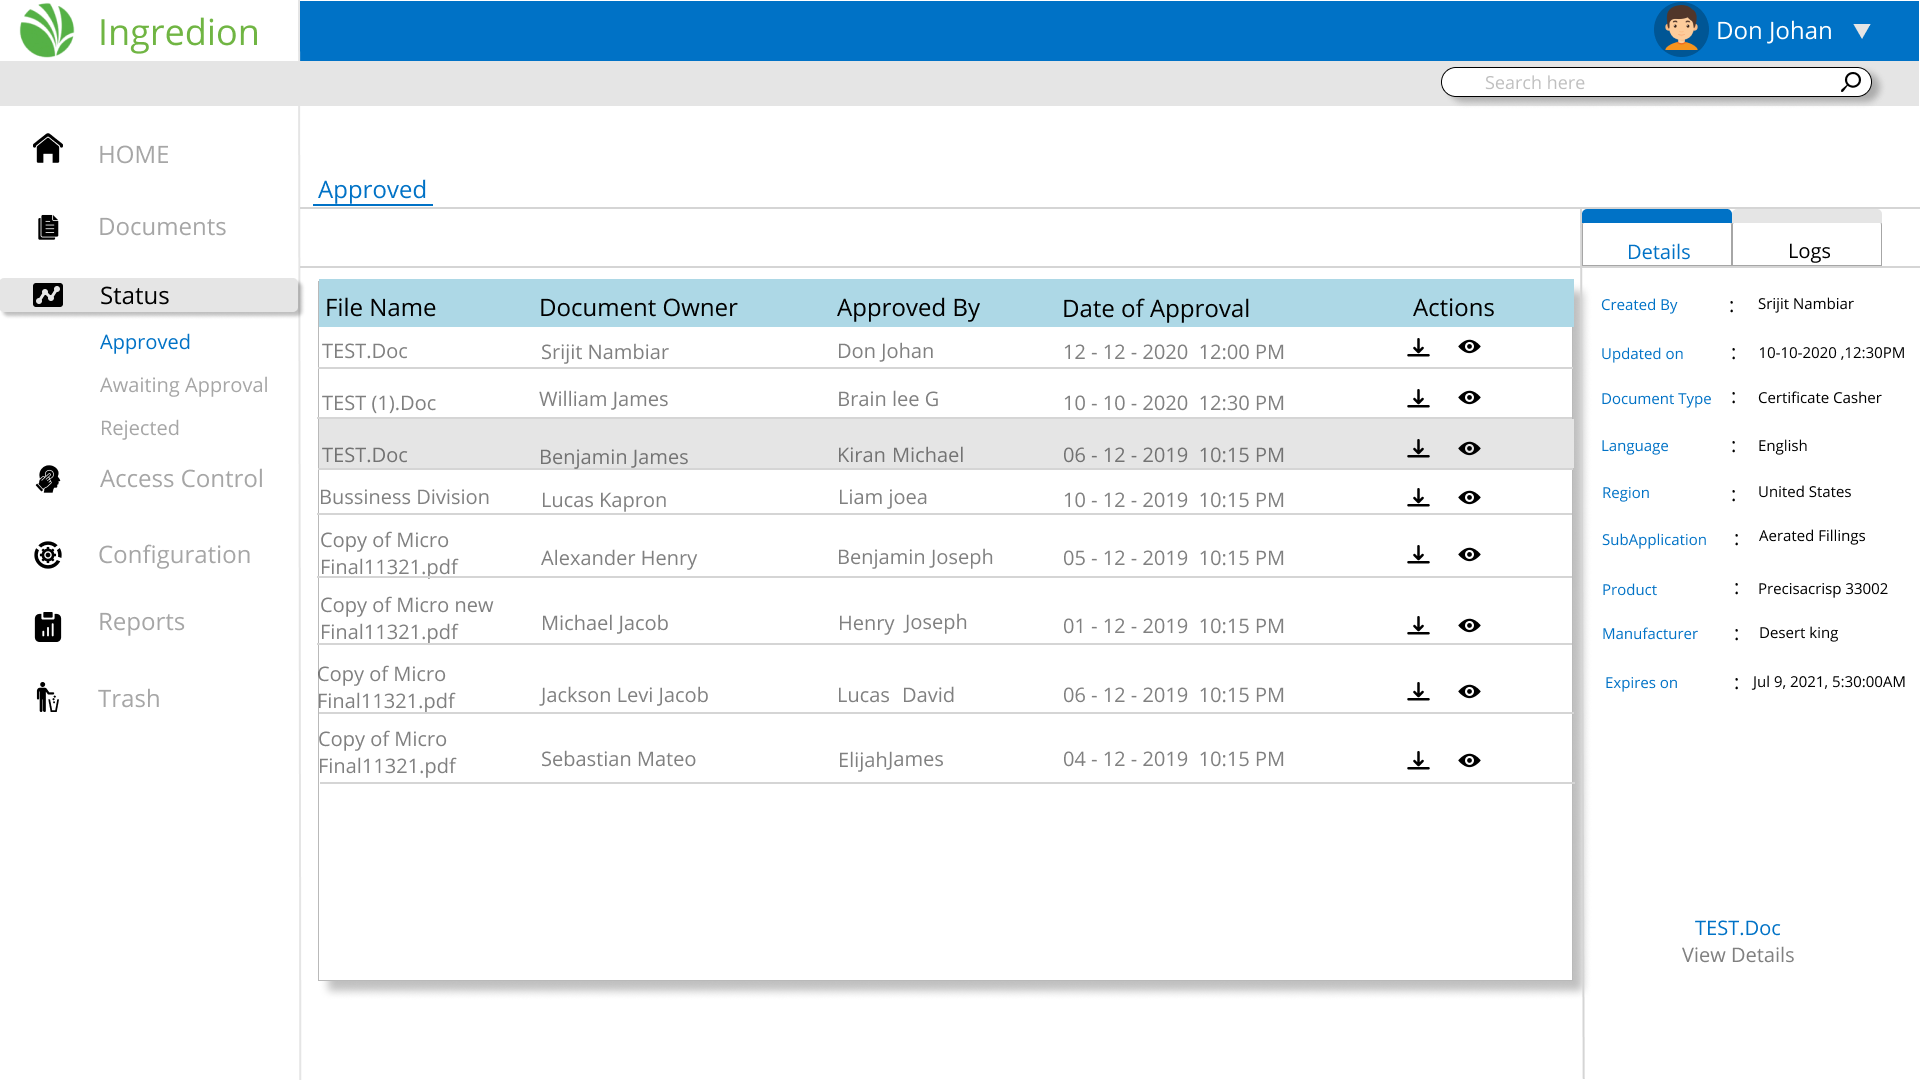 Ingredion
Don Johan
Search here
HOME
Documents
Status
Approved
Awaiting Approval
Rejected
Access Control
Configuration
Reports
Trash
Approved
File Name Document Owner Approved By Date of Approval Actions
TEST.Doc Srijit Nambiar Don Johan 12 - 12 - 2020 12:00 PM
TEST (1).Doc William James Brain lee G 10 - 10 - 2020 12:30 PM
TEST.Doc Benjamin James Kiran Michael 06 - 12 - 2019 10:15 PM
Bussiness Division Lucas Kapron Liam joea 10 - 12 - 2019 10:15 PM
Copy of Micro
Final11321.pdf Alexander Henry Benjamin Joseph 05 - 12 - 2019 10:15 PM
Copy of Micro new
Final11321.pdf Michael Jacob Henry Joseph 01 - 12 - 2019 10:15 PM
Copy of Micro
Final11321.pdf Jackson Levi Jacob Lucas David 06 - 12 - 2019 10:15 PM
Copy of Micro
Final11321.pdf Sebastian Mateo ElijahJames 04 - 12 - 2019 10:15 PM
Details Logs
Created By : Srijit Nambiar
Updated on : 10-10-2020 ,12:30PM
Document Type : Certificate Casher
Language : English
Region : United States
SubApplication : Aerated Fillings
Product : Precisacrisp 33002
Manufacturer : Desert king
Expires on : Jul 9, 2021, 5:30:00AM
TEST.Doc
View Details